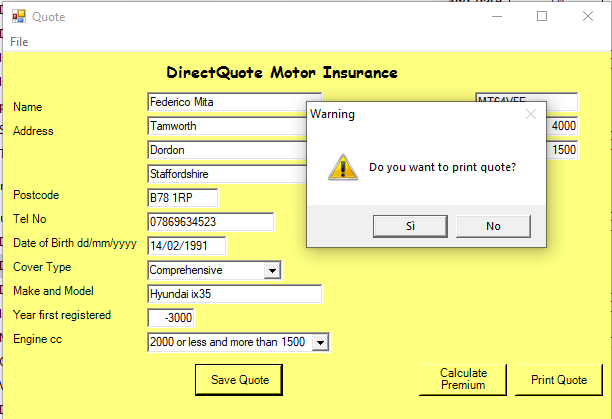 Quote
File
DirectQuote Motor Insurance
Name Federico Mita
Address Tamworth 4000
Dordon 1500
Staffordshire
Warning
Do you want to print quote?
Sì No
Postcode B78 1RP
Tel No 07869634523
Date of Birth dd/mm/yyyy 14/02/1991
Cover Type Comprehensive
Make and Model Hyundai ix35
Year first registered -3000
Engine cc 2000 or less and more than 1500
Save Quote
Calculate
Premium
Print Quote